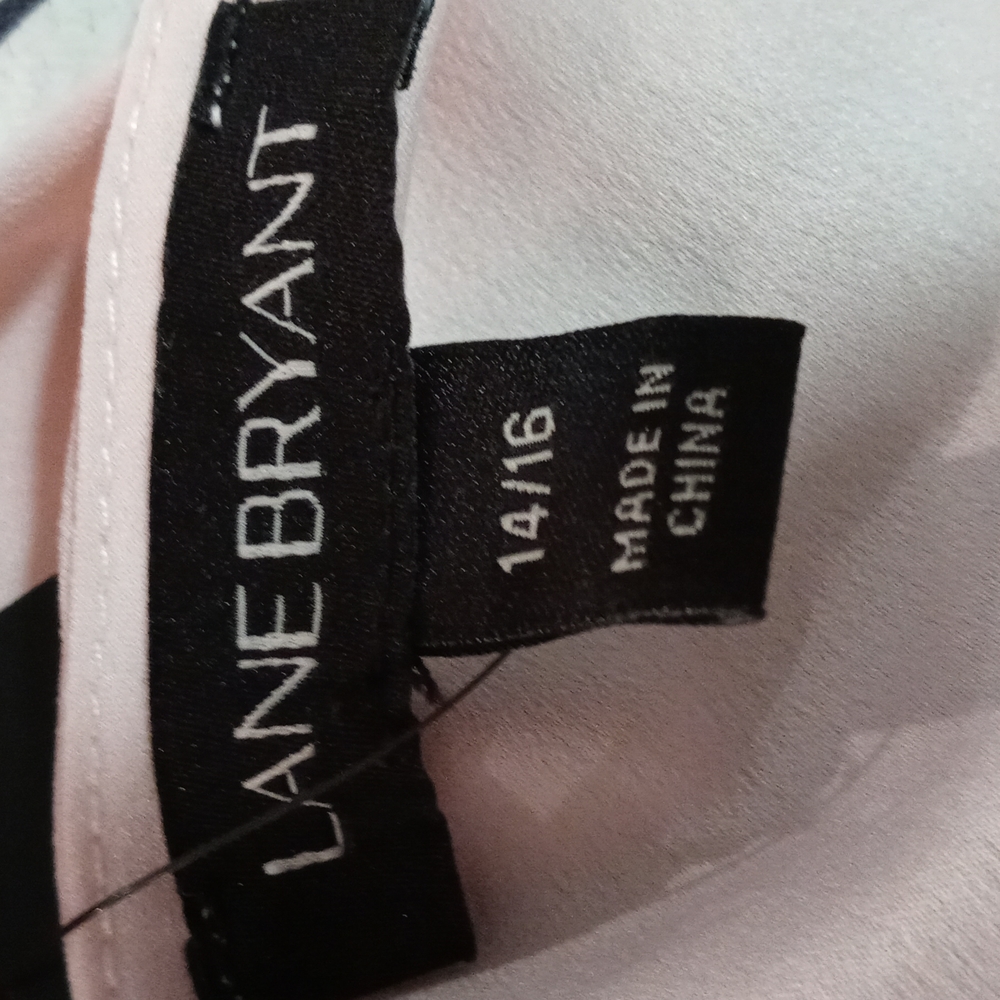 LANE BRYANT
14/16
MADE IN
CHINA